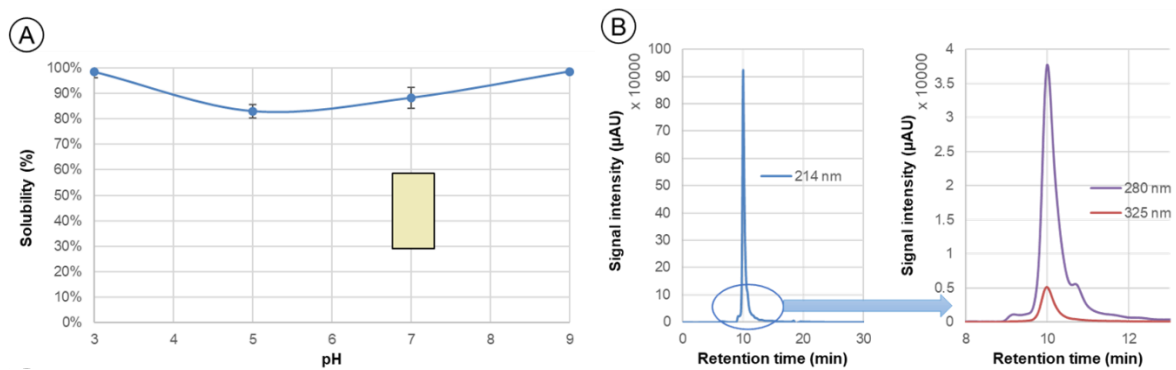 A
Solubility (%)
100%
90%
80%
70%
60%
50%
40%
30%
20%
10%
0%
3 4 5 6 7 8 9
pH
B
Signal intensity (µAU)
x 10000
100
90
80
70
60
50
40
30
20
10
0
0 10 20 30
Retention time (min)
214 nm
Signal intensity (µAU)
x 10000
4
3.5
3
2.5
2
1.5
1
0.5
0
8 10 12
Retention time (min)
280 nm
325 nm